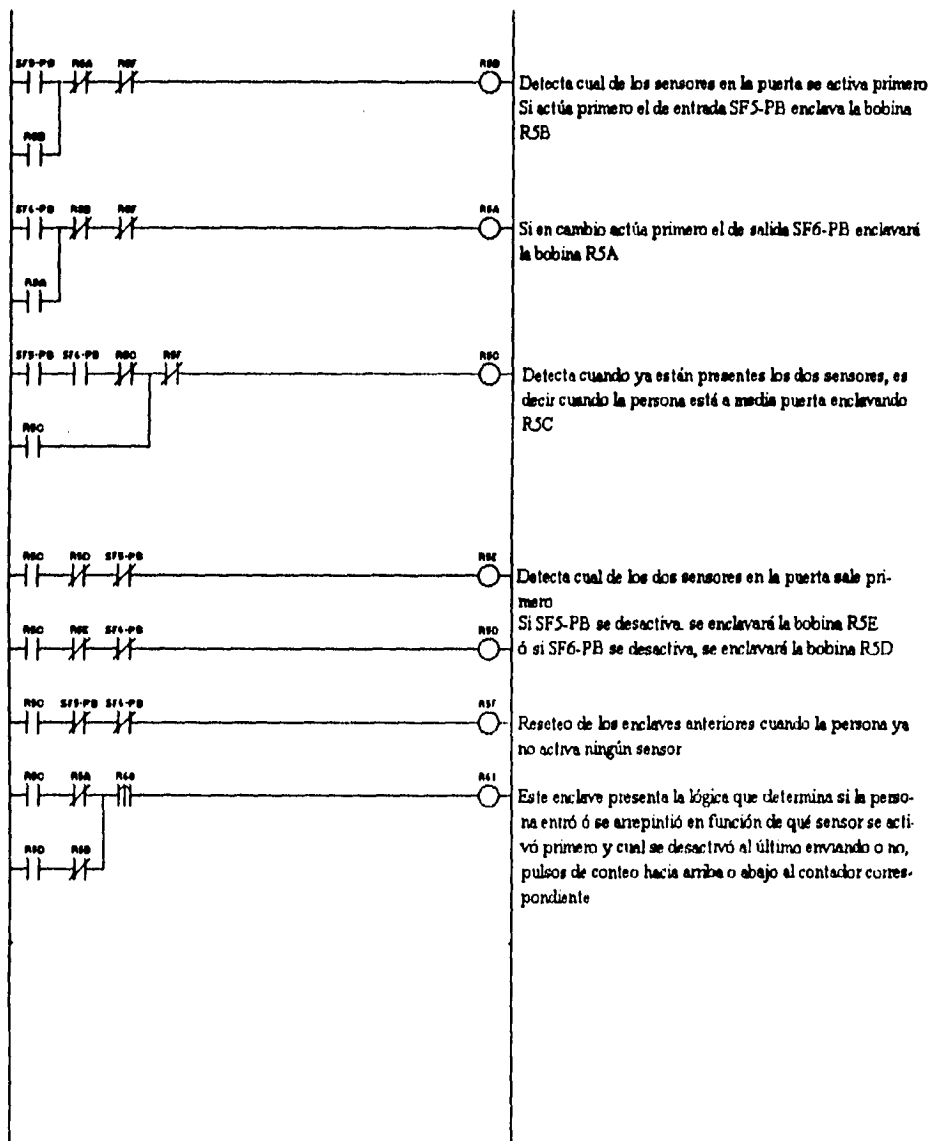 SF5-PB R5A R5F R5B
R5B
Detecta cual de los sensores en la puerta se activa primero
Si actúa primero el de entrada SF5-PB enclava la bobina
R5B
SF6-PB R5B R5F R5A
R5A
Si en cambio actúa primero el de salida SF6-PB enclavará
la bobina R5A
SF5-PB SF6-PB R5C R5F R5C
R5C
Detecta cuando ya están presentes los dos sensores, es
decir cuando la persona está a media puerta enclavando
R5C
R5C R5D SF5-PB R5E
Detecta cual de los dos sensores en la puerta sale pri-
mero
Si SF5-PB se desactiva. se enclavará la bobina R5E
R5C R5E SF6-PB R5D
ó si SF6-PB se desactiva, se enclavará la bobina R5D
R5C SF5-PB SF6-PB R5F
Reseteo de los enclaves anteriores cuando la persona ya
no activa ningún sensor
R5A
Este enclave presenta la lógica que determina si la perso-
na entró ó se arrepintió en función de qué sensor se acti-
vó primero y cual se desactivó al último enviando o no,
R5D R5B
pulsos de conteo hacia arriba o abajo al contador corres-
pondiente